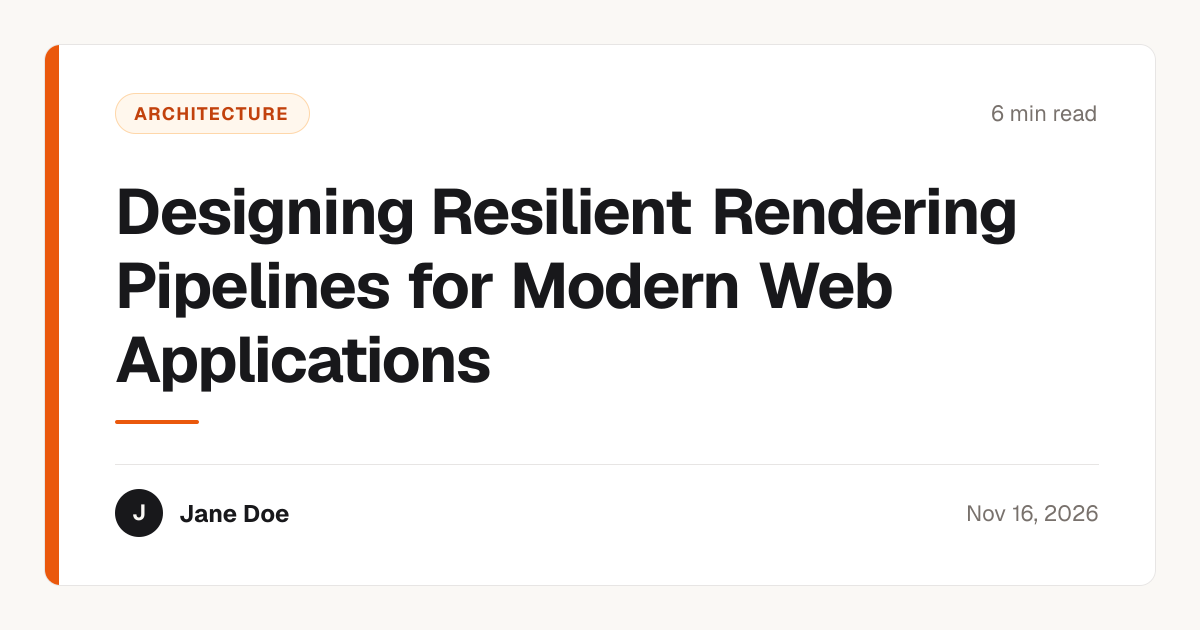 ARCHITECTURE
6 min read
Designing Resilient Rendering
Pipelines for Modern Web
Applications
J
Jane Doe
Nov 16, 2026